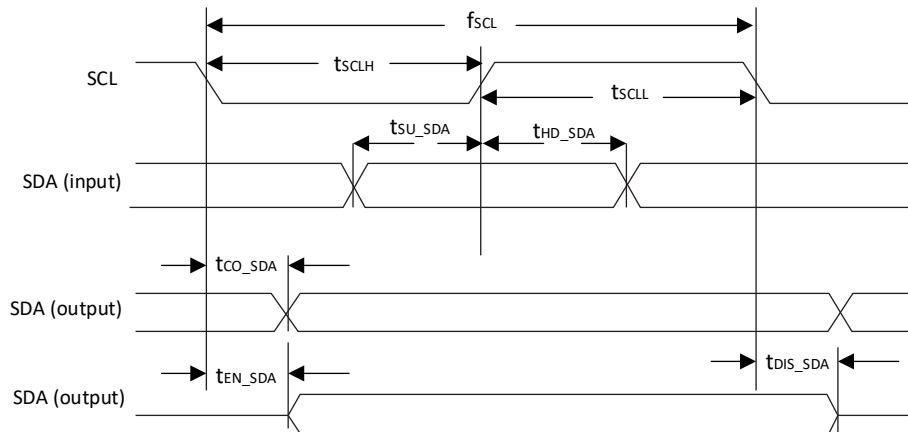 fSCL
SCL
tSCLH
tSCLL
tSU_SDA
tHD_SDA
SDA (input)
tCO_SDA
SDA (output)
tEN_SDA
tDIS_SDA
SDA (output)